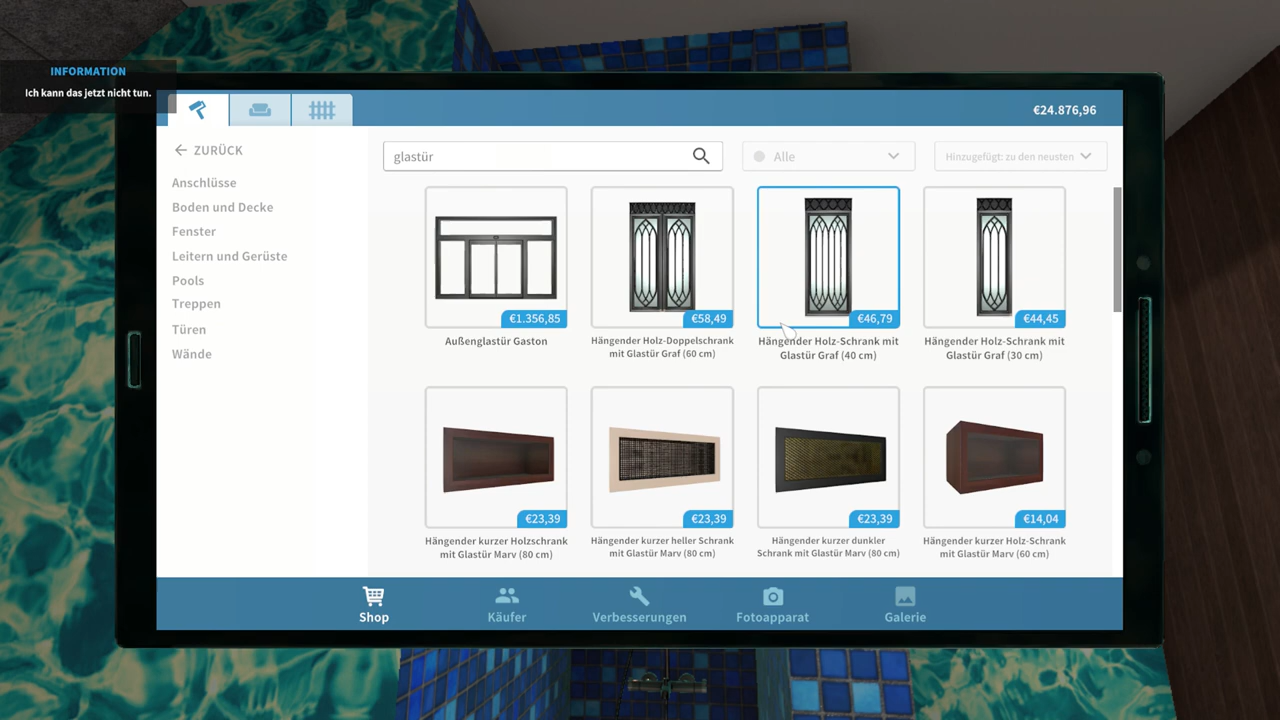 INFORMATION
Ich kann das jetzt nicht tun.
€24.876,96
ZURÜCK
Anschlüsse
Boden und Decke
Fenster
Leitern und Gerüste
Pools
Treppen
Türen
Wände
glastür
Alle
Hinzugefügt: zu den neusten
€1.356,85
Außenglastür Gaston
€58,49
Hängender Holz-Doppelschrank
mit Glastür Graf (60 cm)
€46,79
Hängender Holz-Schrank mit
Glastür Graf (40 cm)
€44,45
Hängender Holz-Schrank mit
Glastür Graf (30 cm)
€23,39
Hängender kurzer Holzschrank
mit Glastür Marv (80 cm)
€23,39
Hängender kurzer heller Schrank
mit Glastür Marv (80 cm)
€23,39
Hängender kurzer dunkler
Schrank mit Glastür Marv (80 cm)
€14,04
Hängender kurzer Holz-Schrank
mit Glastür Marv (60 cm)
Shop
Käufer
Verbesserungen
Fotoapparat
Galerie